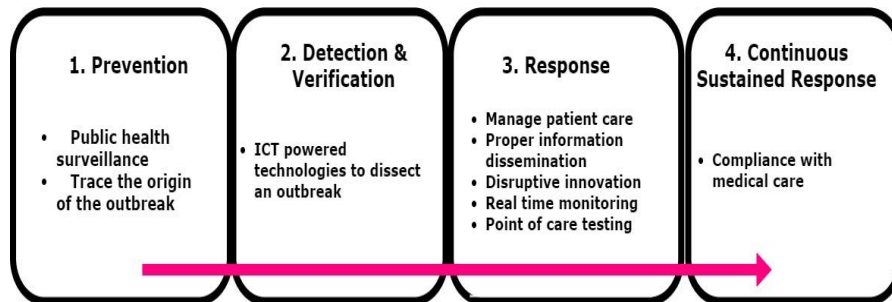 1. Prevention
• Public health
surveillance
• Trace the origin
of the outbreak
2. Detection &
Verification
• ICT powered
technologies to dissect
an outbreak
3. Response
• Manage patient care
• Proper information
dissemination
• Disruptive innovation
• Real time monitoring
• Point of care testing
4. Continuous
Sustained Response
• Compliance with
medical care